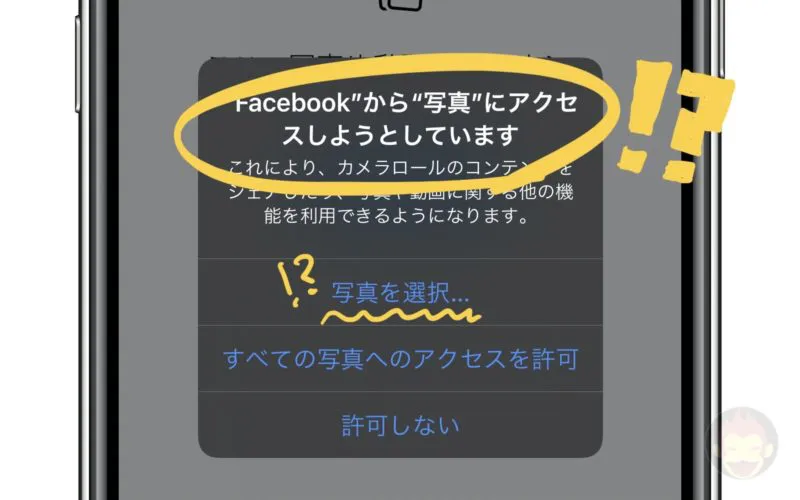 Facebook”から“写真”にアクセ
スしようとしています
これにより、カメラロールのコンテンツを
シェアしたり、写真や動画に関する他の機
能を利用できるようになります。
!?
!?
写真を選択...
すべての写真へのアクセスを許可
許可しない